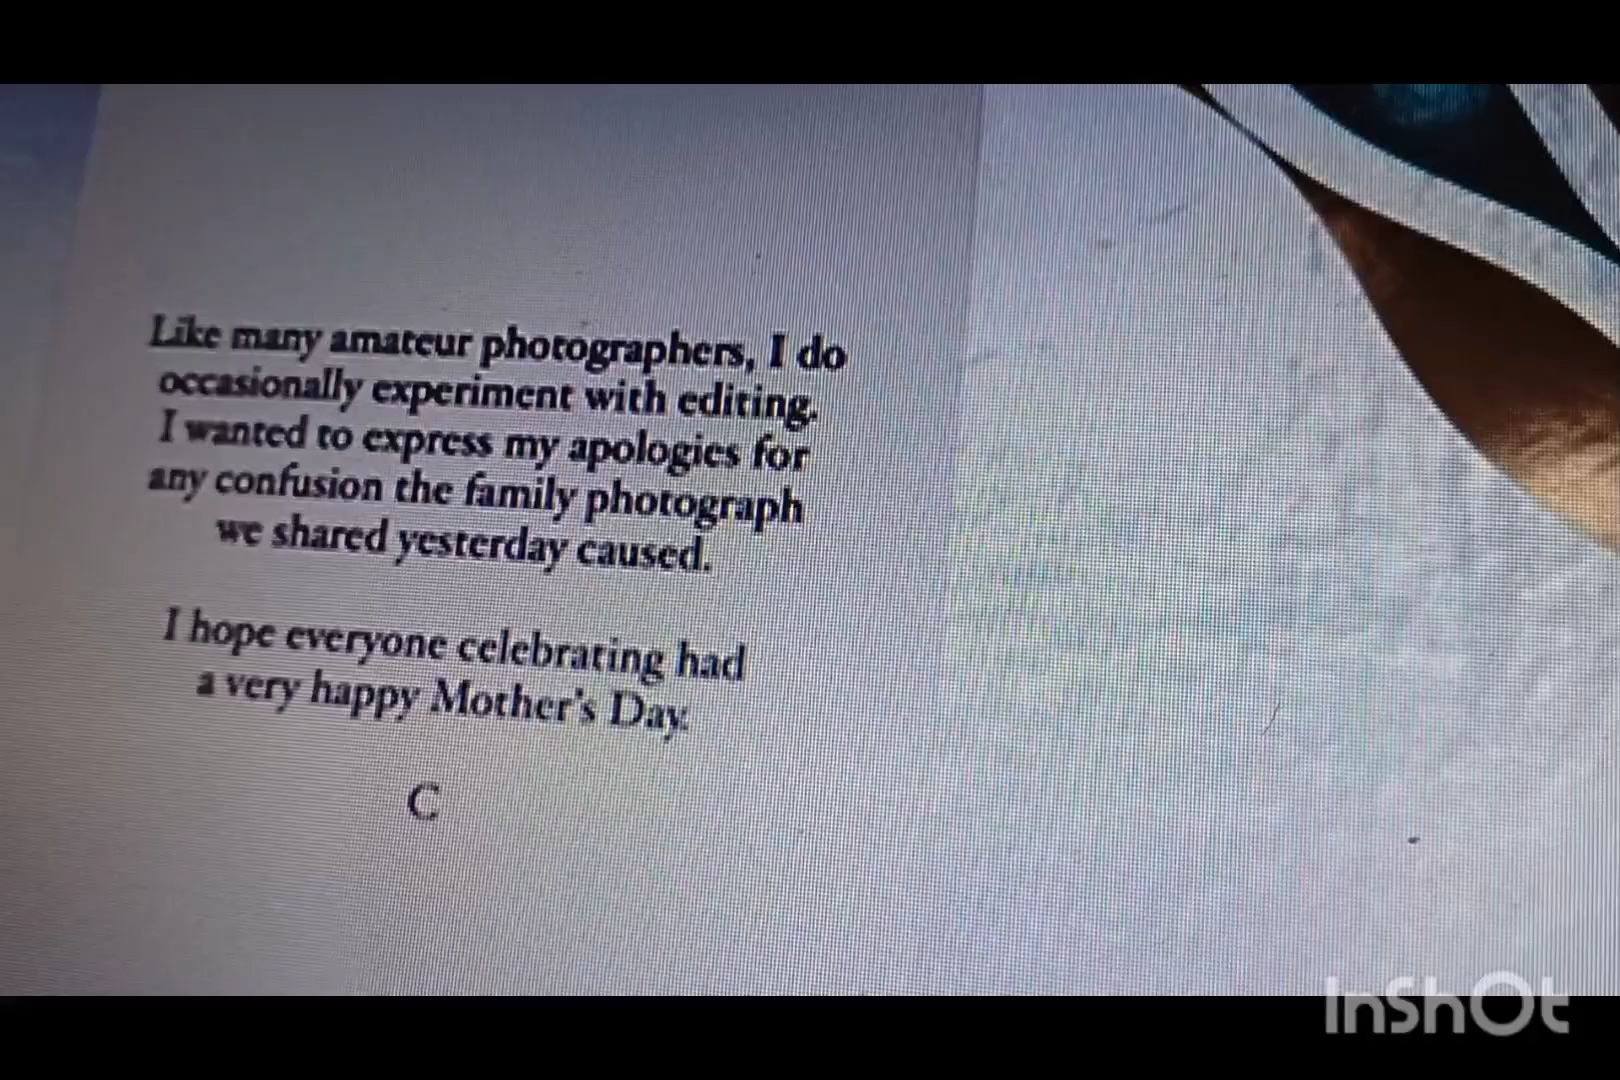 Like many amateur photographers, I do
occasionally experiment with editing.
I wanted to express my apologies for
any confusion the family photograph
we shared yesterday caused.
I hope everyone celebrating had
a very happy Mother's Day.
C
InShOt